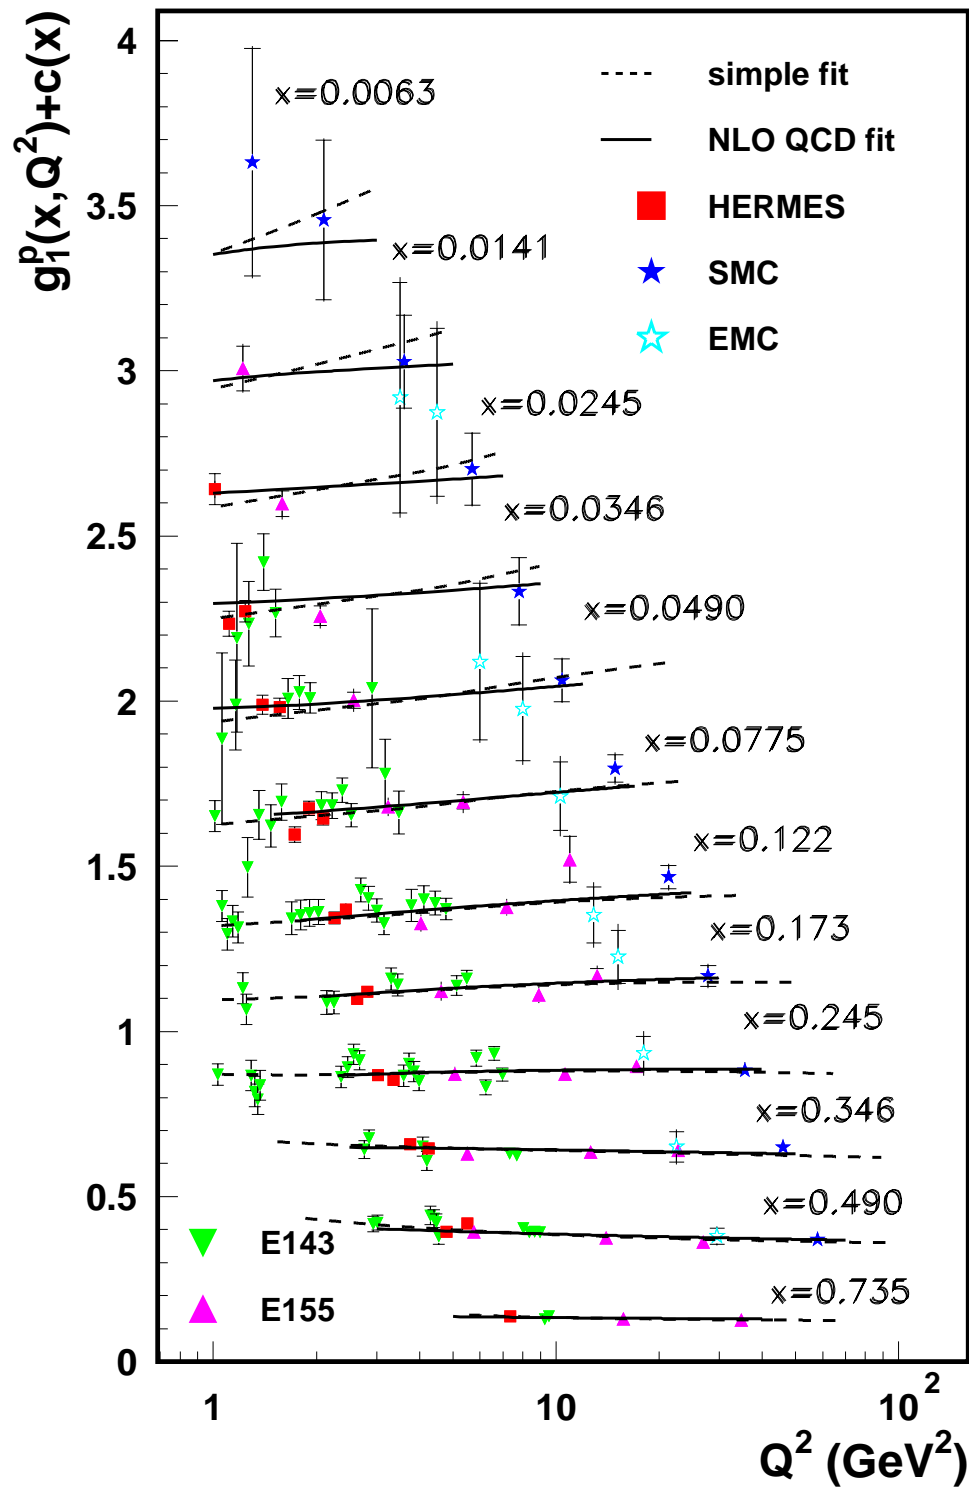 g₁ᵖ(x,Q²)+c(x)
4
3.5
3
2.5
2
1.5
1
0.5
0
x=0.0063
x=0.0141
x=0.0245
x=0.0346
x=0.0490
x=0.0775
x=0.122
x=0.173
x=0.245
x=0.346
x=0.490
x=0.735
simple fit
NLO QCD fit
HERMES
SMC
EMC
E143
E155
1
10
10²
Q² (GeV²)